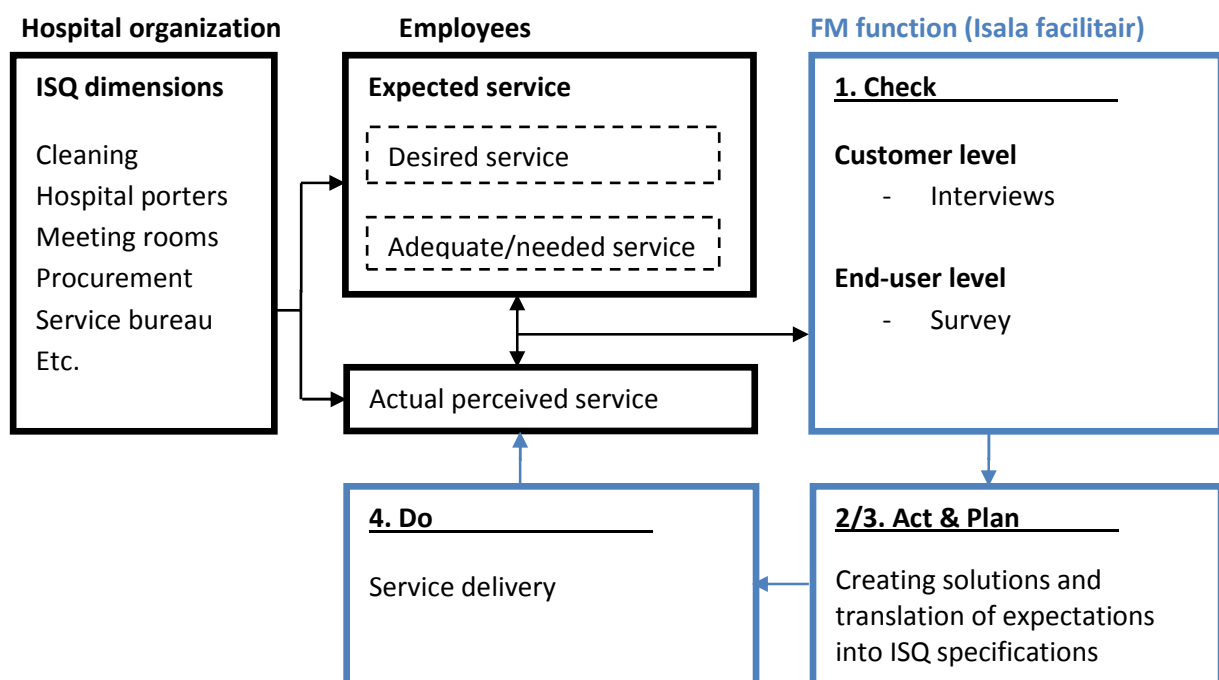 Hospital organization
Employees
FM function (Isala facilitair)
ISQ dimensions
Cleaning
Hospital porters
Meeting rooms
Procurement
Service bureau
Etc.
Expected service
Desired service
Adequate/needed service
Actual perceived service
1. Check
Customer level
- Interviews
End-user level
- Survey
4. Do
Service delivery
2/3. Act & Plan
Creating solutions and
translation of expectations
into ISQ specifications